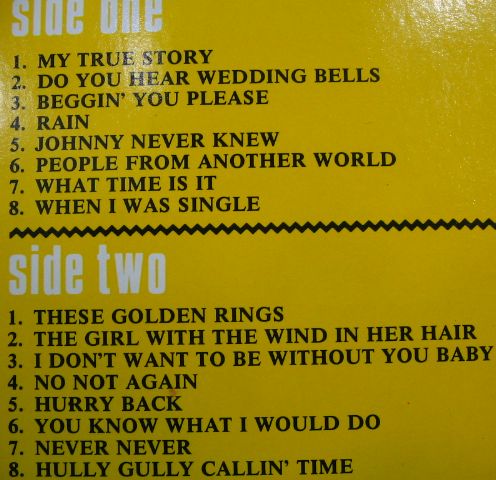 side one
1. MY TRUE STORY
2. DO YOU HEAR WEDDING BELLS
3. BEGGIN' YOU PLEASE
4. RAIN
5. JOHNNY NEVER KNEW
6. PEOPLE FROM ANOTHER WORLD
7. WHAT TIME IS IT
8. WHEN I WAS SINGLE
side two
1. THESE GOLDEN RINGS
2. THE GIRL WITH THE WIND IN HER HAIR
3. I DON'T WANT TO BE WITHOUT YOU BABY
4. NO NOT AGAIN
5. HURRY BACK
6. YOU KNOW WHAT I WOULD DO
7. NEVER NEVER
8. HULLY GULLY CALLIN' TIME